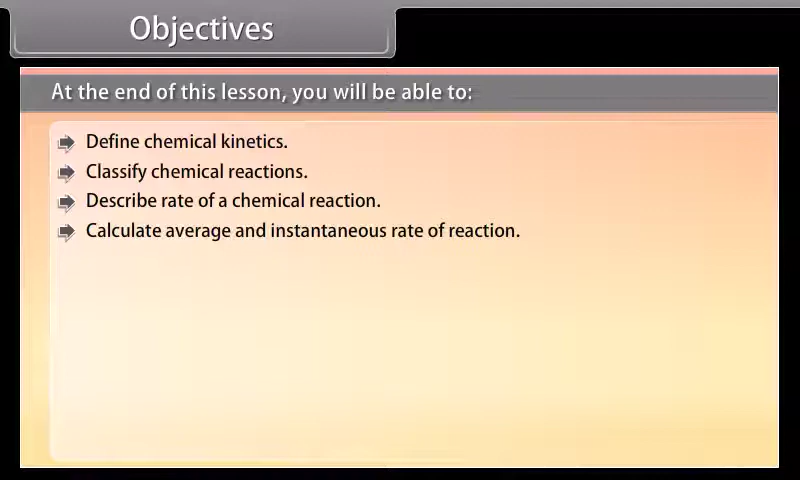 Objectives
At the end of this lesson, you will be able to:
Define chemical kinetics.
Classify chemical reactions.
Describe rate of a chemical reaction.
Calculate average and instantaneous rate of reaction.